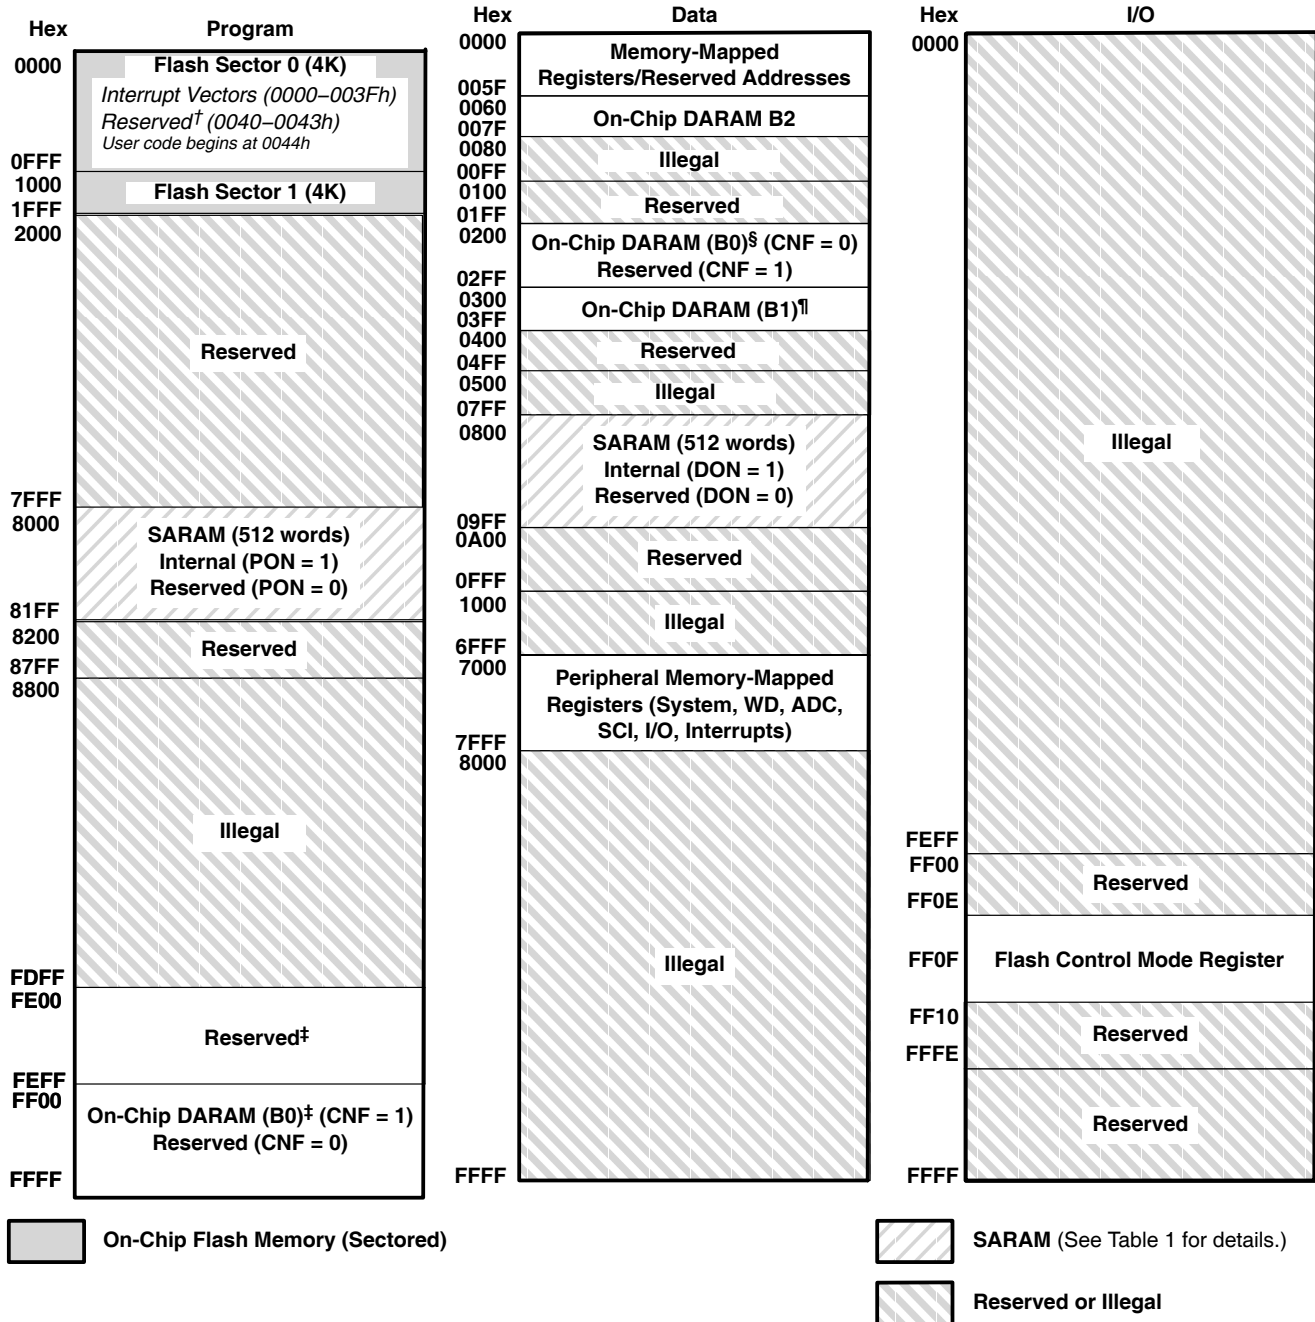 Hex Program
0000
Flash Sector 0 (4K)
Interrupt Vectors (0000–003Fh)
Reserved† (0040–0043h)
User code begins at 0044h
0FFF
1000
Flash Sector 1 (4K)
1FFF
2000
Reserved
7FFF
8000
SARAM (512 words)
Internal (PON = 1)
Reserved (PON = 0)
81FF
8200
Reserved
87FF
8800
Illegal
FDFF
FE00
Reserved‡
FEFF
FF00
On-Chip DARAM (B0)‡ (CNF = 1)
Reserved (CNF = 0)
FFFF
Hex Data
0000
Memory-Mapped
Registers/Reserved Addresses
005F
0060
On-Chip DARAM B2
007F
0080
Illegal
00FF
0100
Reserved
01FF
0200
On-Chip DARAM (B0)§ (CNF = 0)
Reserved (CNF = 1)
02FF
0300
On-Chip DARAM (B1)¶
03FF
0400
Reserved
04FF
0500
Illegal
07FF
0800
SARAM (512 words)
Internal (DON = 1)
Reserved (DON = 0)
09FF
0A00
Reserved
0FFF
1000
Illegal
6FFF
7000
Peripheral Memory-Mapped
Registers (System, WD, ADC,
SCI, I/O, Interrupts)
7FFF
8000
Illegal
FFFF
Hex I/O
0000
Illegal
FEFF
FF00
Reserved
FF0E
FF0F Flash Control Mode Register
FF10
Reserved
FFFE
Reserved
FFFF
On-Chip Flash Memory (Sectored)
SARAM (See Table 1 for details.)
Reserved or Illegal